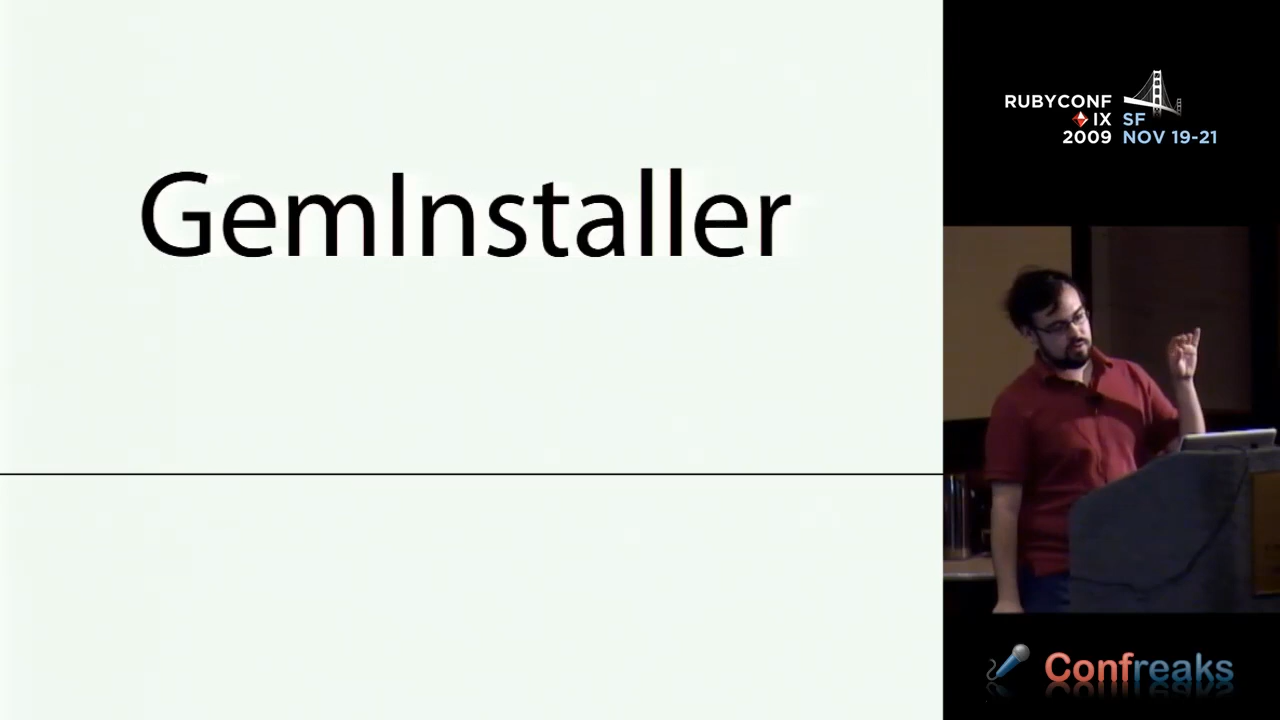 GemInstaller
RUBYCONF
IX SF
2009 NOV 19-21
Confreaks